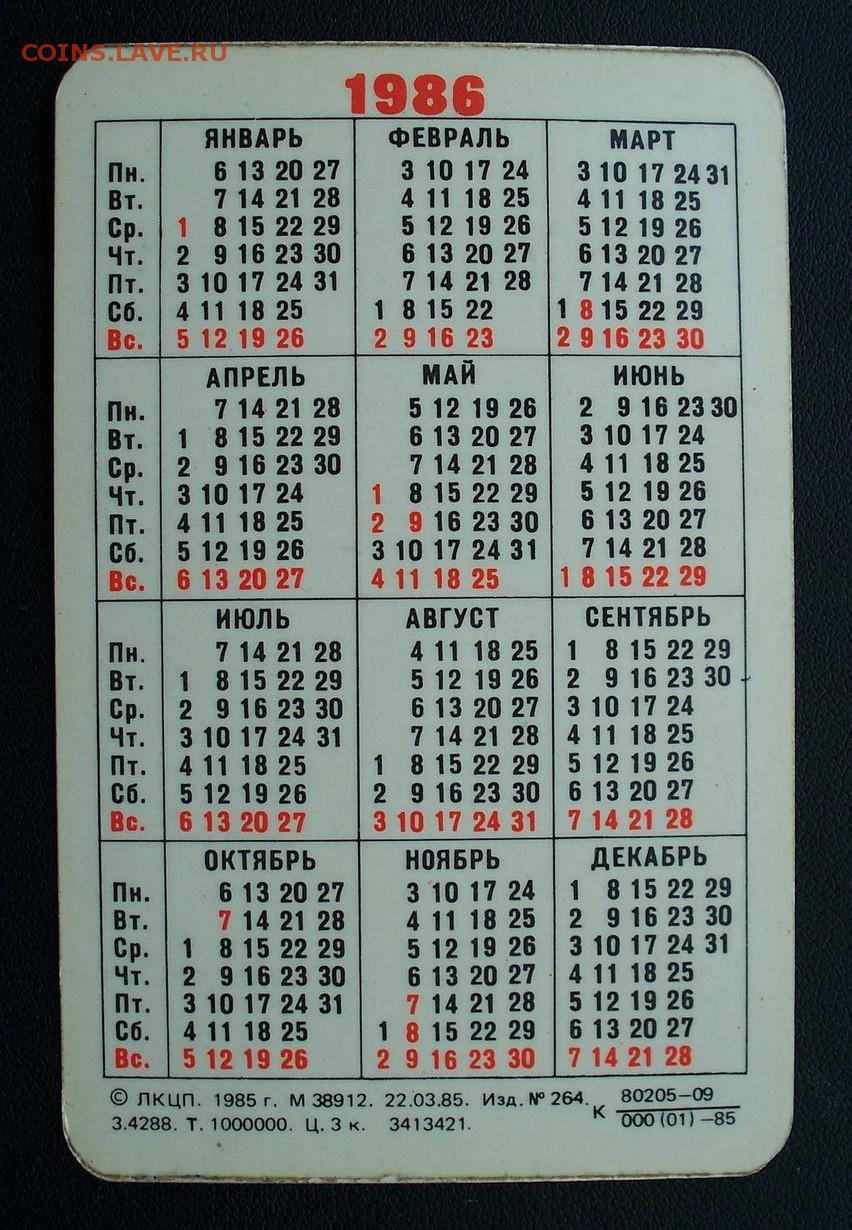 COINS.LAVE.RU
1986
ЯНВАРЬ ФЕВРАЛЬ МАРТ
Пн. 6 13 20 27 3 10 17 24 3 10 17 24 31
Вт. 7 14 21 28 4 11 18 25 4 11 18 25
Ср. 1 8 15 22 29 5 12 19 26 5 12 19 26
Чт. 2 9 16 23 30 6 13 20 27 6 13 20 27
Пт. 3 10 17 24 31 7 14 21 28 7 14 21 28
Сб. 4 11 18 25 1 8 15 22 1 8 15 22 29
Вс. 5 12 19 26 2 9 16 23 2 9 16 23 30
АПРЕЛЬ МАЙ ИЮНЬ
Пн. 7 14 21 28 5 12 19 26 2 9 16 23 30
Вт. 1 8 15 22 29 6 13 20 27 3 10 17 24
Ср. 2 9 16 23 30 7 14 21 28 4 11 18 25
Чт. 3 10 17 24 1 8 15 22 29 5 12 19 26
Пт. 4 11 18 25 2 9 16 23 30 6 13 20 27
Сб. 5 12 19 26 3 10 17 24 31 7 14 21 28
Вс. 6 13 20 27 4 11 18 25 1 8 15 22 29
ИЮЛЬ АВГУСТ СЕНТЯБРЬ
Пн. 7 14 21 28 4 11 18 25 1 8 15 22 29
Вт. 1 8 15 22 29 5 12 19 26 2 9 16 23 30
Ср. 2 9 16 23 30 6 13 20 27 3 10 17 24
Чт. 3 10 17 24 31 7 14 21 28 4 11 18 25
Пт. 4 11 18 25 1 8 15 22 29 5 12 19 26
Сб. 5 12 19 26 2 9 16 23 30 6 13 20 27
Вс. 6 13 20 27 3 10 17 24 31 7 14 21 28
ОКТЯБРЬ НОЯБРЬ ДЕКАБРЬ
Пн. 6 13 20 27 3 10 17 24 1 8 15 22 29
Вт. 7 14 21 28 4 11 18 25 2 9 16 23 30
Ср. 1 8 15 22 29 5 12 19 26 3 10 17 24 31
Чт. 2 9 16 23 30 6 13 20 27 4 11 18 25
Пт. 3 10 17 24 31 7 14 21 28 5 12 19 26
Сб. 4 11 18 25 1 8 15 22 29 6 13 20 27
Вс. 5 12 19 26 2 9 16 23 30 7 14 21 28
© ЛКЦП. 1985 г. М 38912. 22.03.85. Изд. № 264. К 80205–09
З.4288. Т. 1000000. Ц. 3 к. 3413421. 000 (01) –85